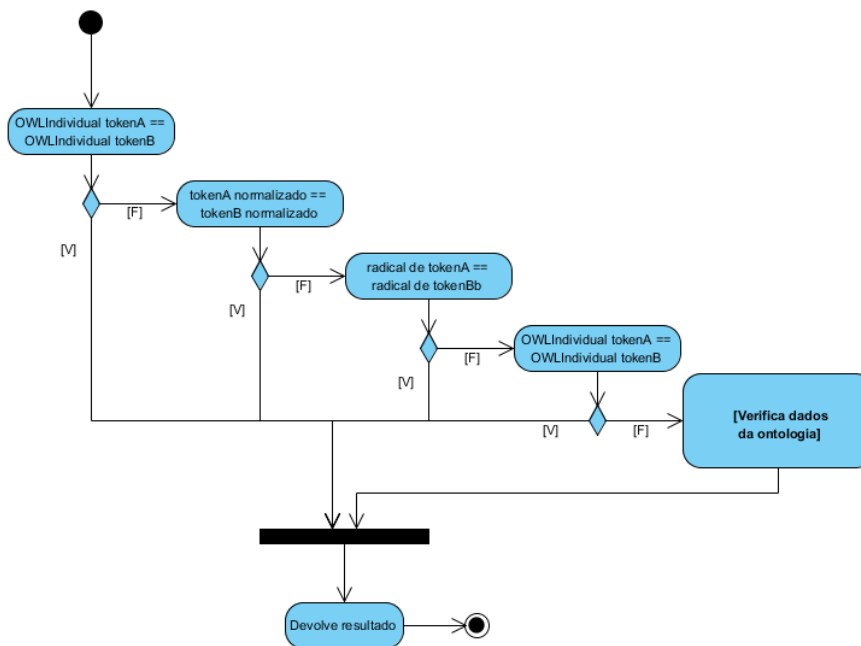 OWLIndividual tokenA ==
OWLIndividual tokenB
[F]
[V]
tokenA normalizado ==
tokenB normalizado
[F]
[V]
radical de tokenA ==
radical de tokenBb
[F]
[V]
OWLIndividual tokenA ==
OWLIndividual tokenB
[V]
[F]
[Verifica dados
da ontologia]
Devolve resultado